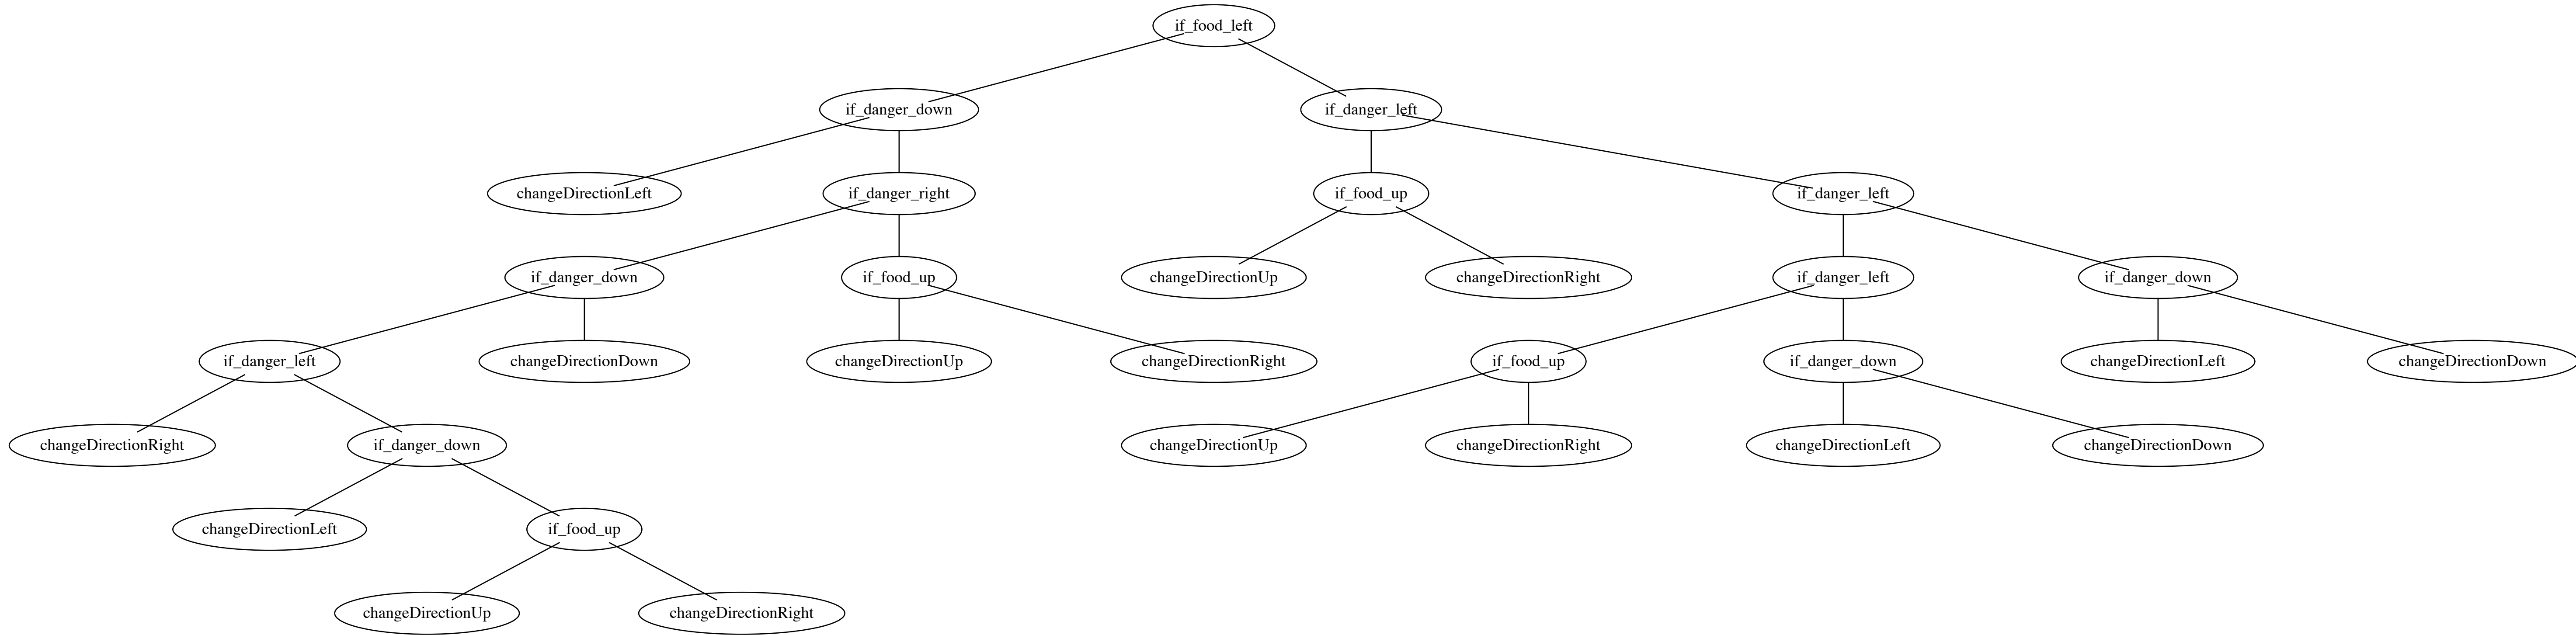 if_food_left
if_danger_down
if_danger_left
changeDirectionLeft
if_danger_right
if_food_up
if_danger_left
if_danger_down
if_food_up
changeDirectionUp
changeDirectionRight
if_danger_left
if_danger_down
if_danger_left
changeDirectionDown
changeDirectionUp
changeDirectionRight
if_food_up
if_danger_down
changeDirectionLeft
changeDirectionDown
changeDirectionRight
if_danger_down
changeDirectionUp
changeDirectionRight
changeDirectionLeft
changeDirectionDown
changeDirectionLeft
if_food_up
changeDirectionUp
changeDirectionRight